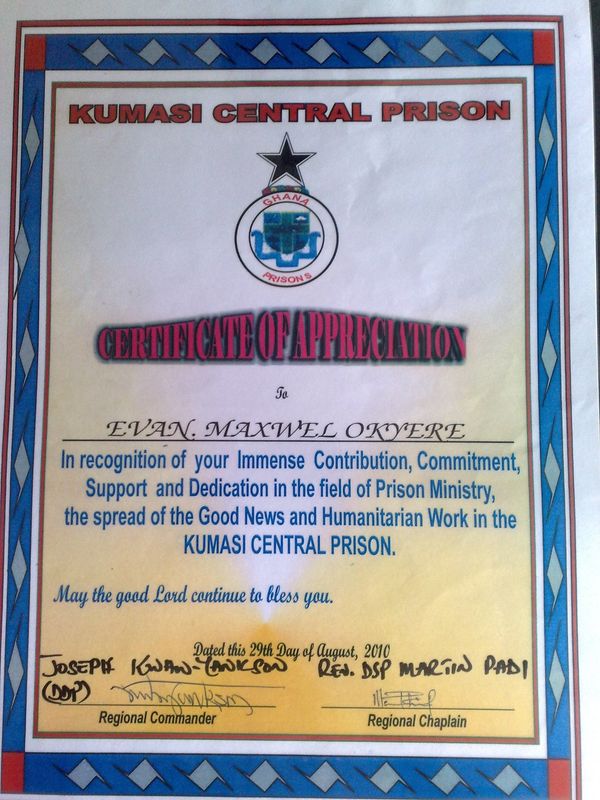 KUMASI CENTRAL PRISON
GHANA
PRISONS
CERTIFICATE OF APPRECIATION
To
EVAN. MAXWEL OKYERE
In recognition of your Immense Contribution, Commitment,
Support and Dedication in the field of Prison Ministry,
the spread of the Good News and Humanitarian Work in the
KUMASI CENTRAL PRISON.
May the good Lord continue to bless you.
Dated this 29th Day of August, 2010
JOSEPH KWAN-YANKSON REV. DSP MARTIN PADI
(DDP)
Regional Commander Regional Chaplain